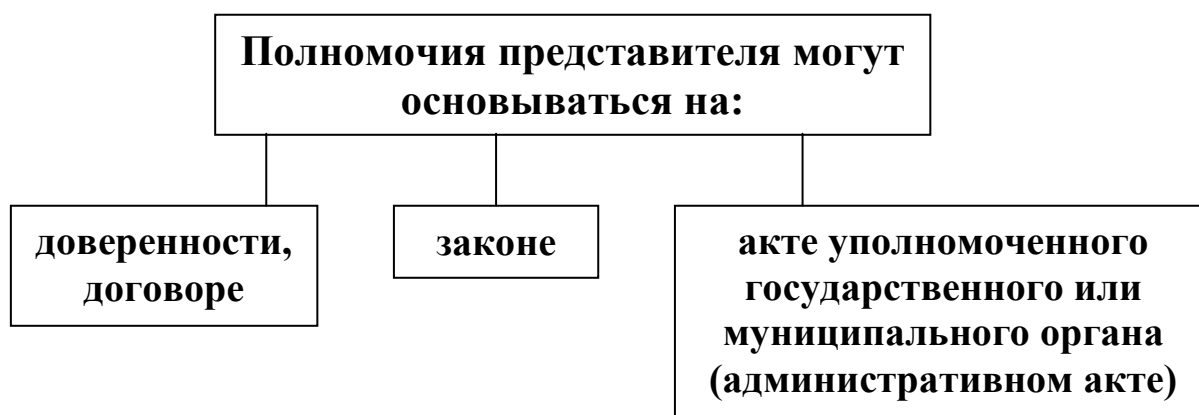 Полномочия представителя могут
основываться на:
доверенности,
договоре
законе
акте уполномоченного
государственного или
муниципального органа
(административном акте)